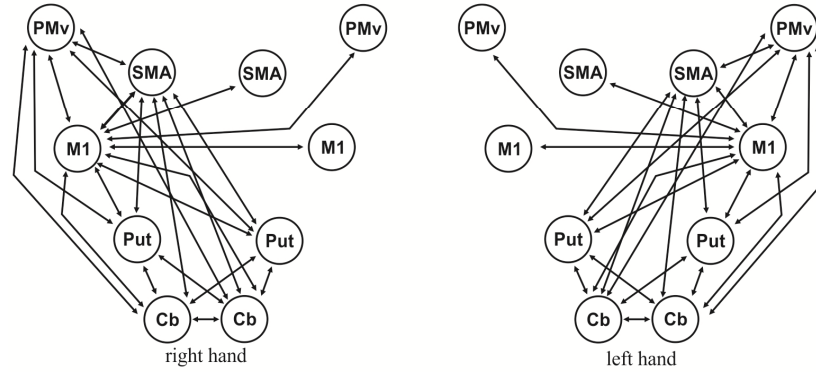 PMv PMv PMv PMv
SMA SMA SMA SMA
M1 M1 M1 M1
Put Put Put Put
Cb Cb Cb Cb
right hand left hand